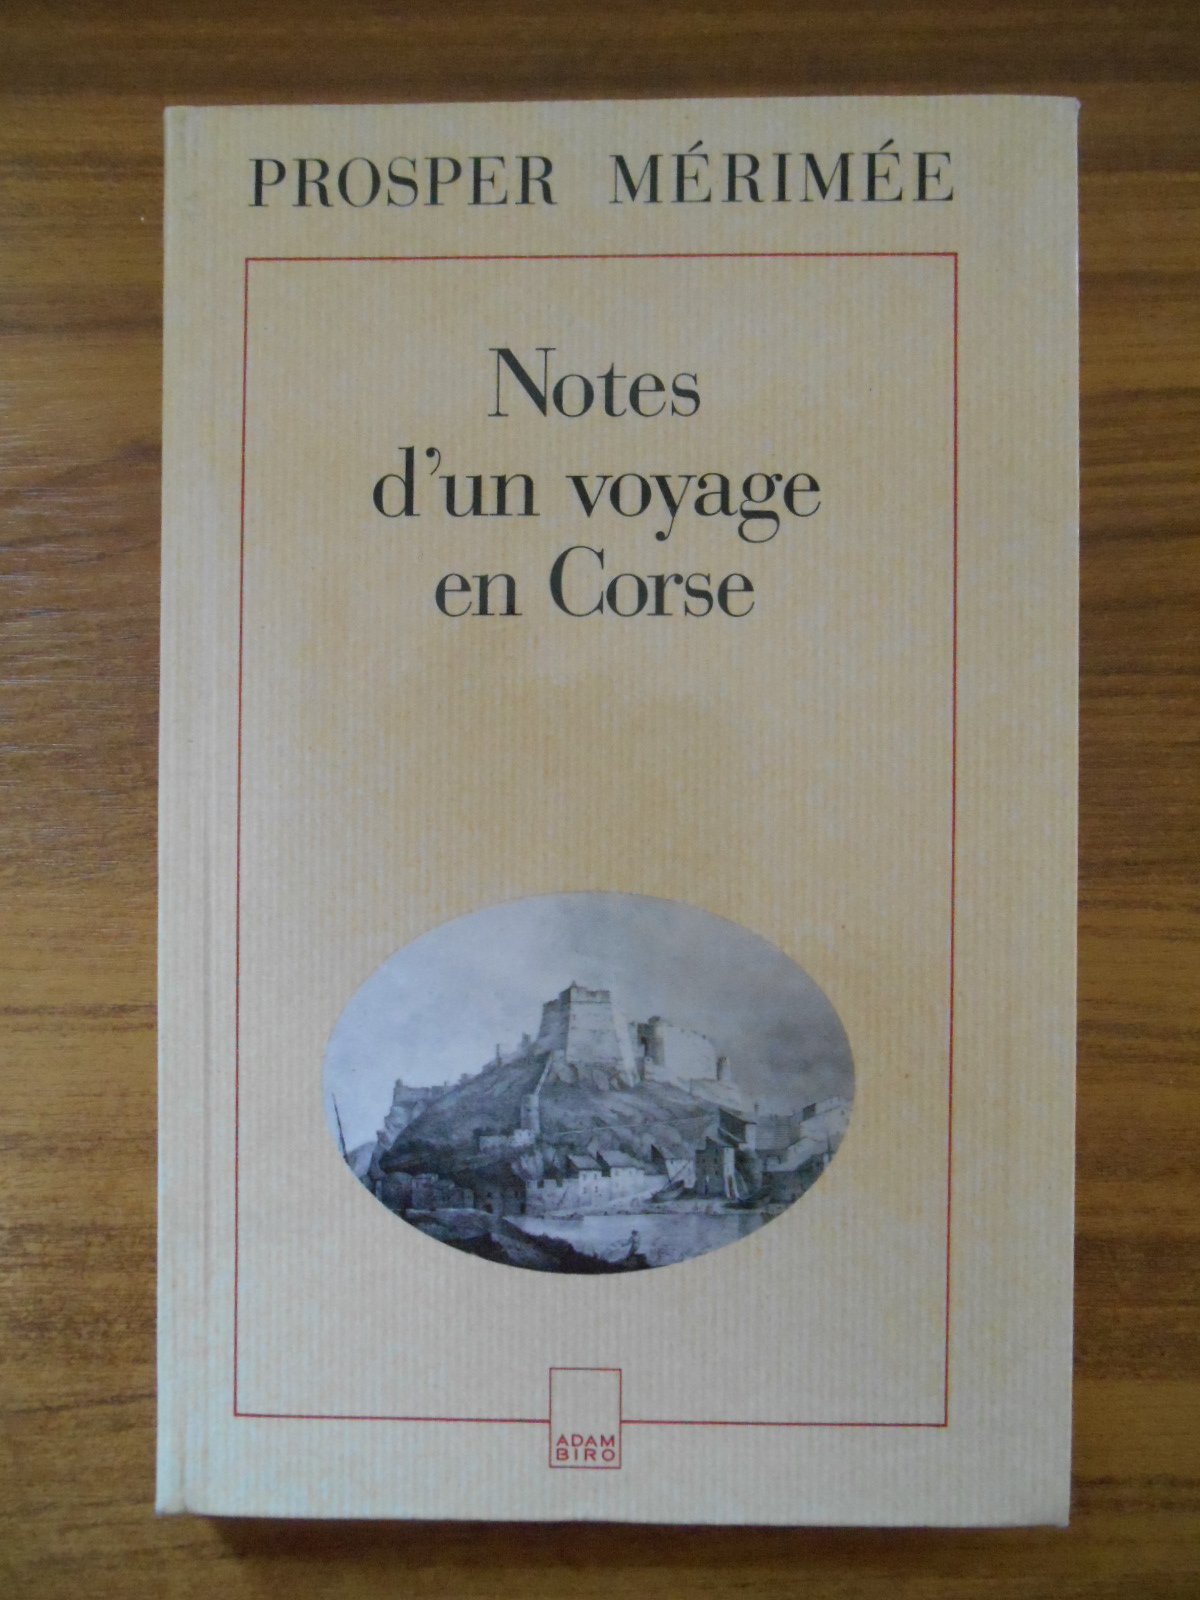 PROSPER MÉRIMÉE
Notes
d'un voyage
en Corse
ADAM
BIRO